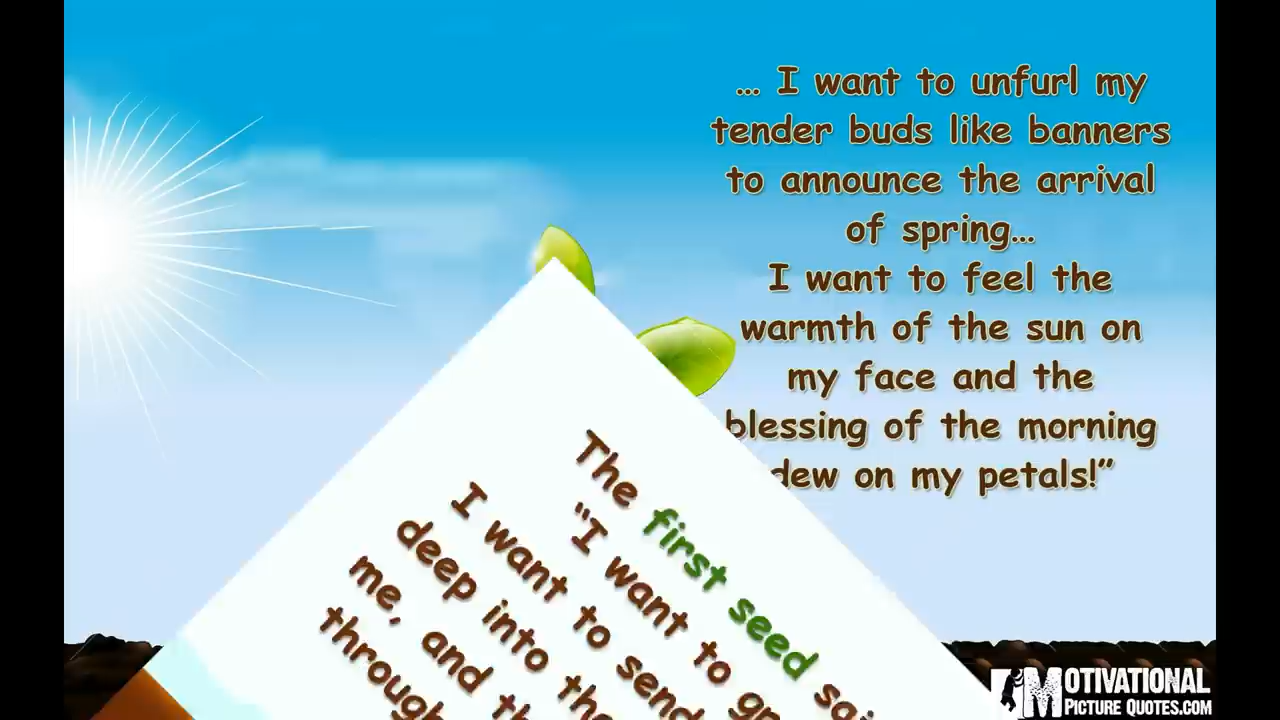 … I want to unfurl my
tender buds like banners
to announce the arrival
of spring…
I want to feel the
warmth of the sun on
my face and the
blessing of the morning
dew on my petals!”
The first seed
“I want to
I want to send
deep into
me, and
through
MOTIVATIONAL
PICTURE QUOTES.COM